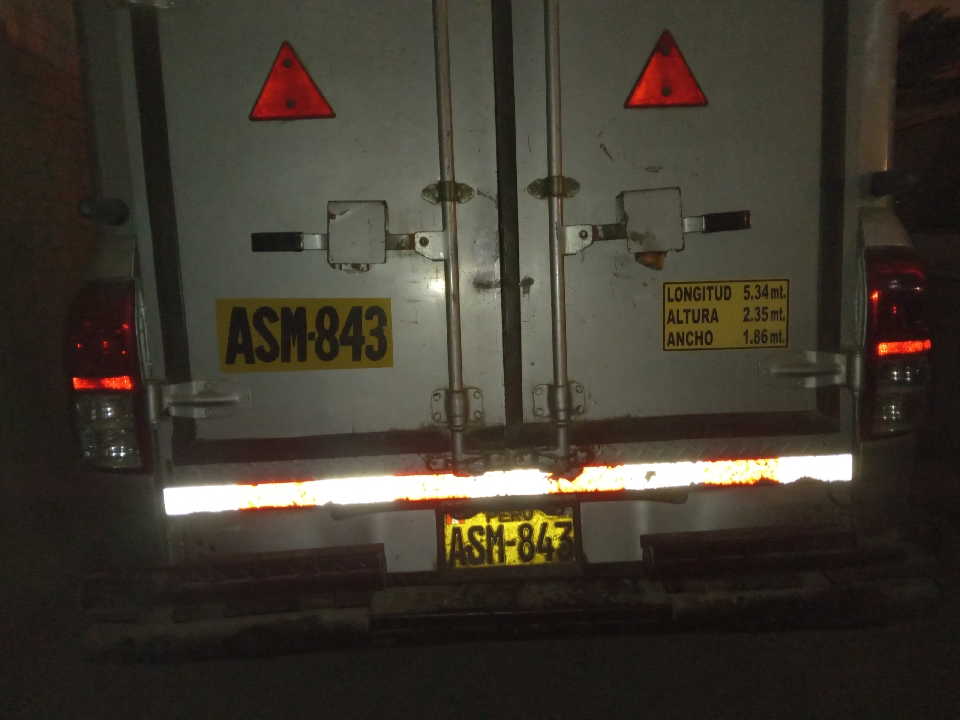 ASM-843
LONGITUD 5.34 mt.
ALTURA 2.35 mt.
ANCHO 1.86 mt.
PERU
ASM-843